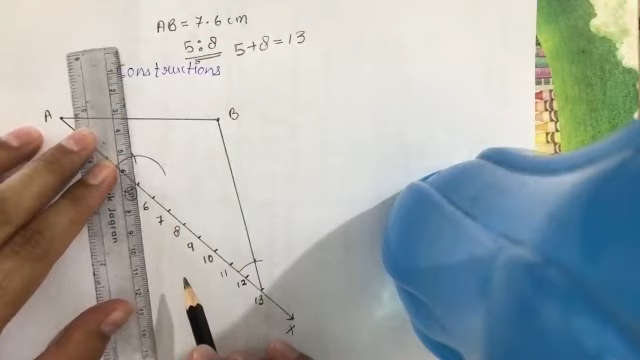 AB = 7.6 cm
5:8 5+8=13
Constructions
A
B
6
7
8
9
10
11
12
13
X